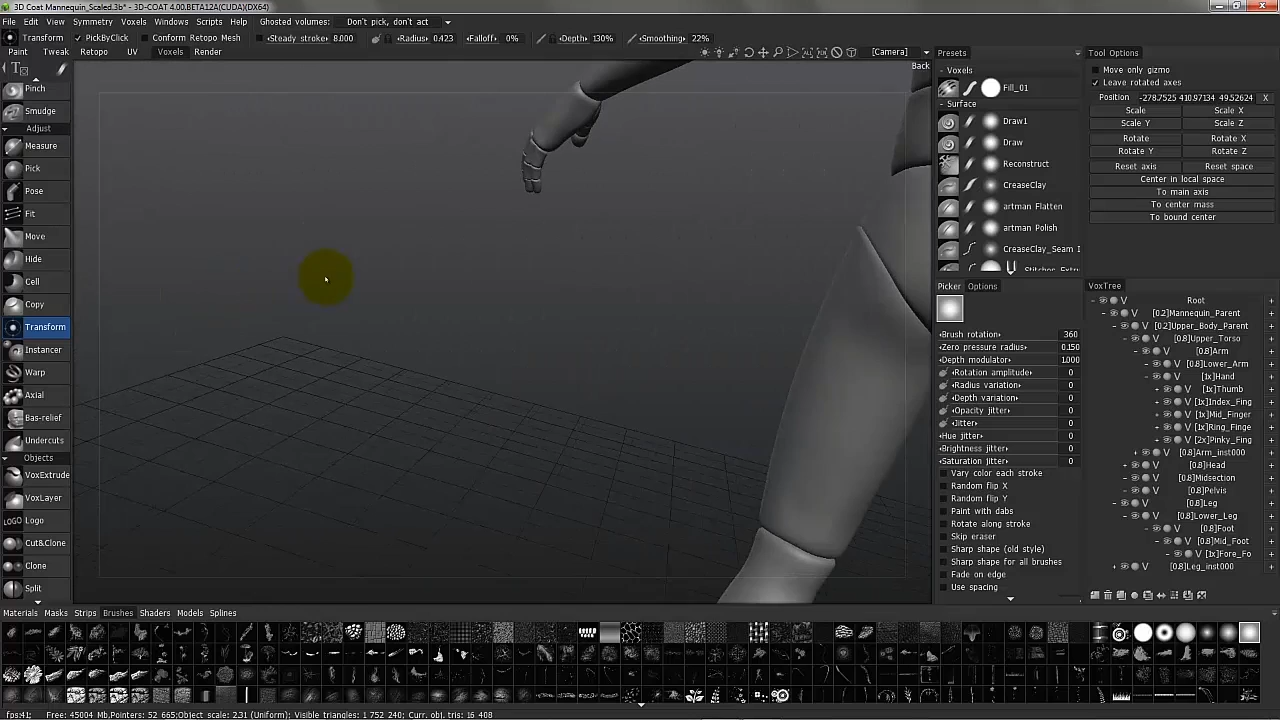 3D Coat Mannequin_Scaled.3b* - 3D-COAT 4.00.BETA12A(CUDA)(DX64)
File Edit View Symmetry Voxels Windows Scripts Help Ghosted volumes: Don't pick, don't act
Transform PickByClick Conform Retopo Mesh Steady stroke: 8.000 Radius: 0.423 Falloff: 0% Depth: 130% Smoothing: 22%
Paint Tweak Retopo UV Voxels Render [Camera]
Back
Pinch
Smudge
Adjust
Measure
Pick
Pose
Fit
Move
Hide
Cell
Copy
Transform
Instancer
Warp
Axial
Bas-relief
Undercuts
Objects
VoxExtrude
VoxLayer
LOGO Logo
Cut&Clone
Clone
Split
Presets
- Voxels
Fill_01
- Surface
Draw1
Draw
Reconstruct
CreaseClay
artman Flatten
artman Polish
CreaseClay_Seam I
Picker Options
Brush rotation: 360
Zero pressure radius: 0.150
Depth modulator: 1.000
Rotation amplitude: 0
Radius variation: 0
Depth variation: 0
Opacity jitter: 0
Jitter: 0
Hue jitter: 0
Brightness jitter: 0
Saturation jitter: 0
Vary color each stroke
Random flip X
Random flip Y
Paint with dabs
Rotate along stroke
Skip eraser
Sharp shape (old style)
Sharp shape for all brushes
Fade on edge
Use spacing
Tool Options
Move only gizmo
Leave rotated axes
Position -278.7525 410.97134 49.52624 X
Scale Scale X
Scale Y Scale Z
Rotate Rotate X
Rotate Y Rotate Z
Reset axis Reset space
Center in local space
To main axis
To center mass
To bound center
VoxTree
- V Root +
- V [0.2]Mannequin_Parent +
- V [0.2]Upper_Body_Parent +
- V [0.8]Upper_Torso +
- V [0.8]Arm +
- V [0.8]Lower_Arm +
- V [1x]Hand +
+ V [1x]Thumb +
+ V [1x]Index_Fing +
+ V [1x]Mid_Finger +
+ V [1x]Ring_Finge +
+ V [2x]Pinky_Fing +
+ V [0.8]Arm_inst000 +
+ V [0.8]Head +
V [0.8]Midsection +
V [0.8]Pelvis +
- V [0.8]Leg +
- V [0.8]Lower_Leg +
- V [0.8]Foot +
- V [0.8]Mid_Foot +
+ V [1x]Fore_Fo +
+ V [0.8]Leg_inst000 +
Materials Masks Strips Brushes Shaders Models Splines
fps:41; Free: 45004 Mb,Pointers: 52 665;Object scale: 2.31 (Uniform); Visible triangles: 1 752 240; Curr. obj. tris: 16 408